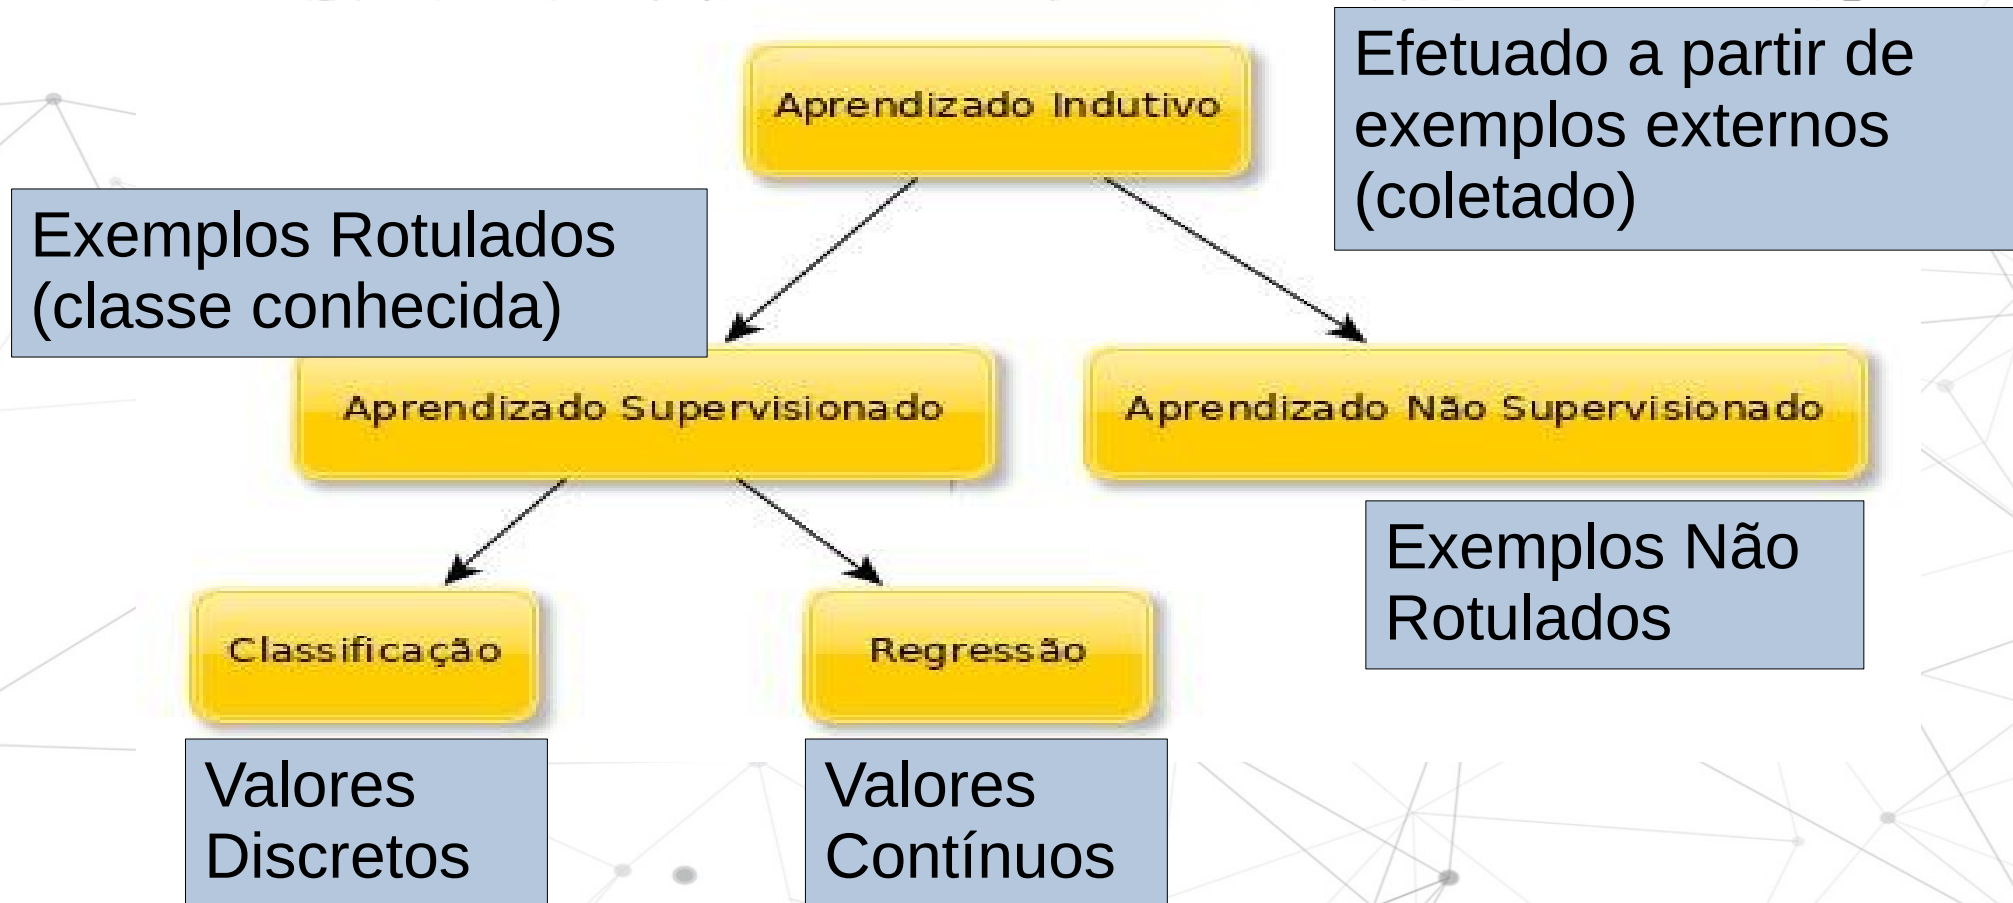 Aprendizado Indutivo
Efetuado a partir de
exemplos externos
(coletado)
Exemplos Rotulados
(classe conhecida)
Aprendizado Supervisionado
Aprendizado Não Supervisionado
Exemplos Não
Rotulados
Classificação
Regressão
Valores
Discretos
Valores
Contínuos